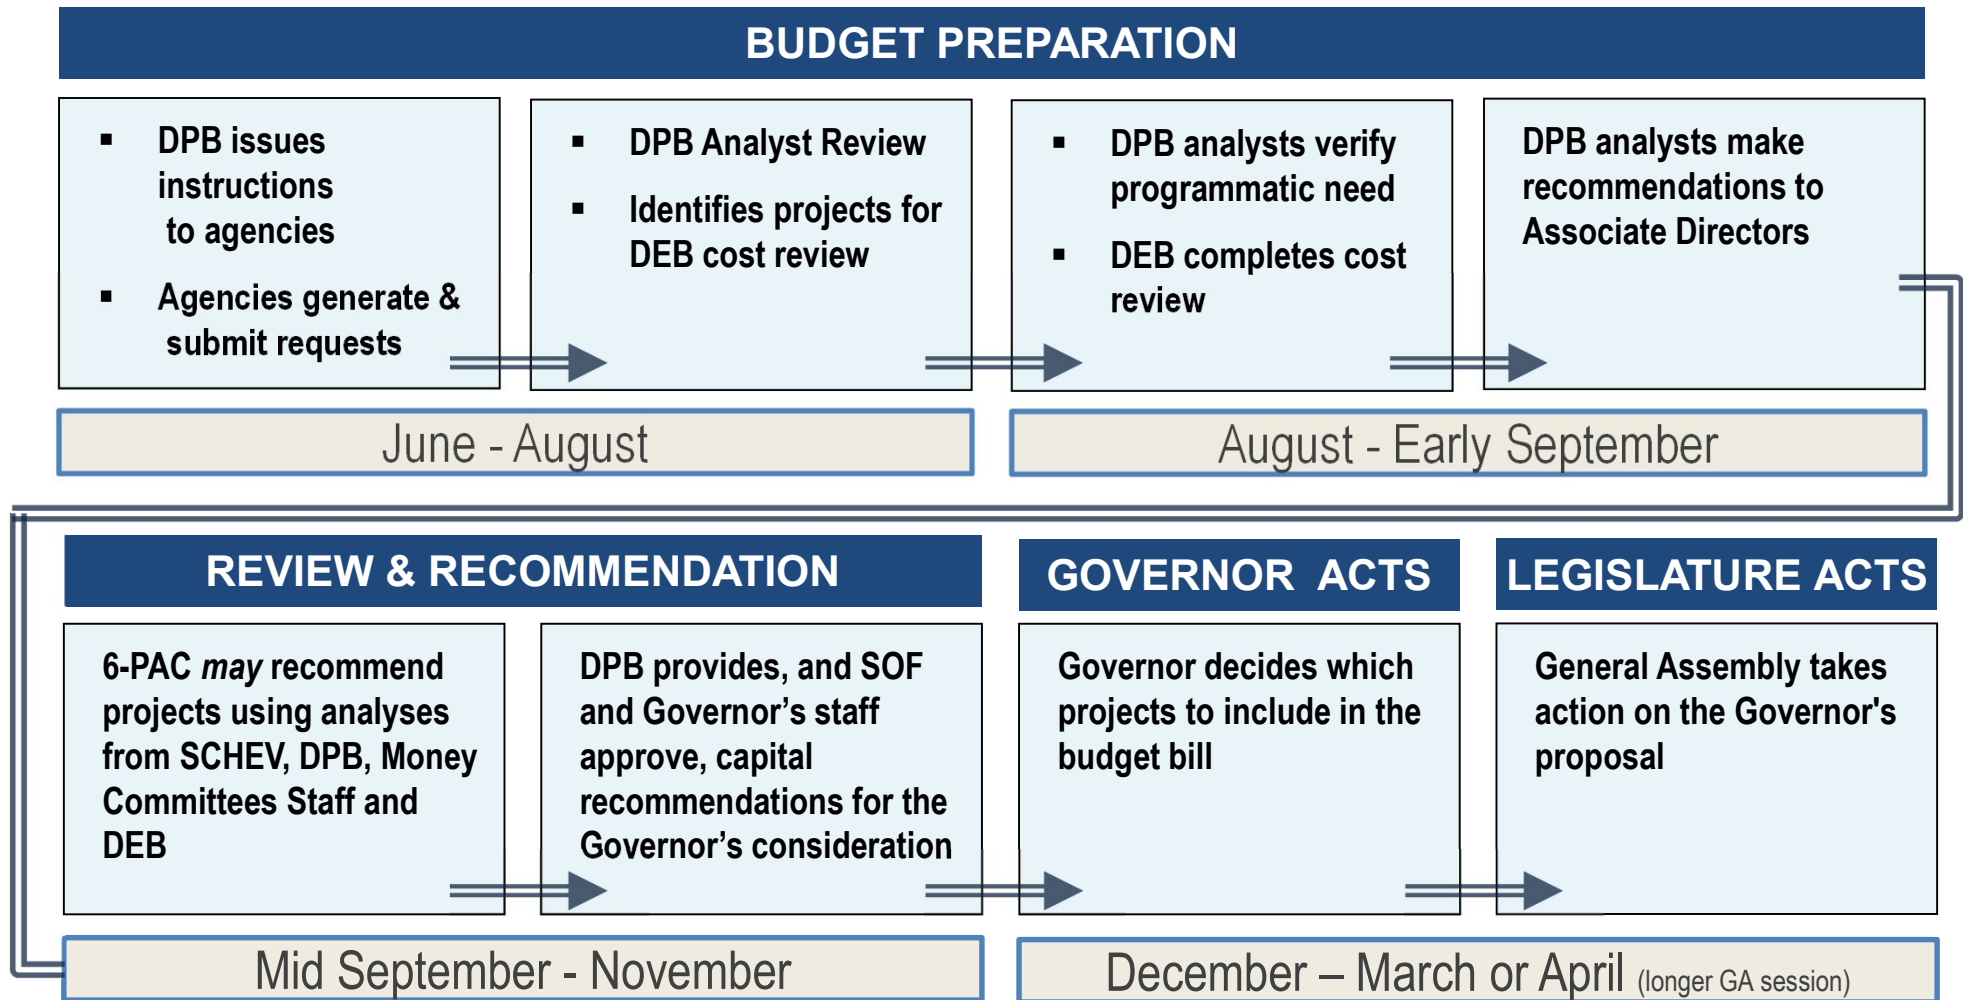 BUDGET PREPARATION
▪ DPB issues
instructions
to agencies
▪ Agencies generate &
submit requests
▪ DPB Analyst Review
▪ Identifies projects for
DEB cost review
▪ DPB analysts verify
programmatic need
▪ DEB completes cost
review
DPB analysts make
recommendations to
Associate Directors
June - August
August - Early September
REVIEW & RECOMMENDATION
GOVERNOR ACTS
LEGISLATURE ACTS
6-PAC may recommend
projects using analyses
from SCHEV, DPB, Money
Committees Staff and
DEB
DPB provides, and SOF
and Governor’s staff
approve, capital
recommendations for the
Governor’s consideration
Governor decides which
projects to include in the
budget bill
General Assembly takes
action on the Governor's
proposal
Mid September - November
December – March or April (longer GA session)